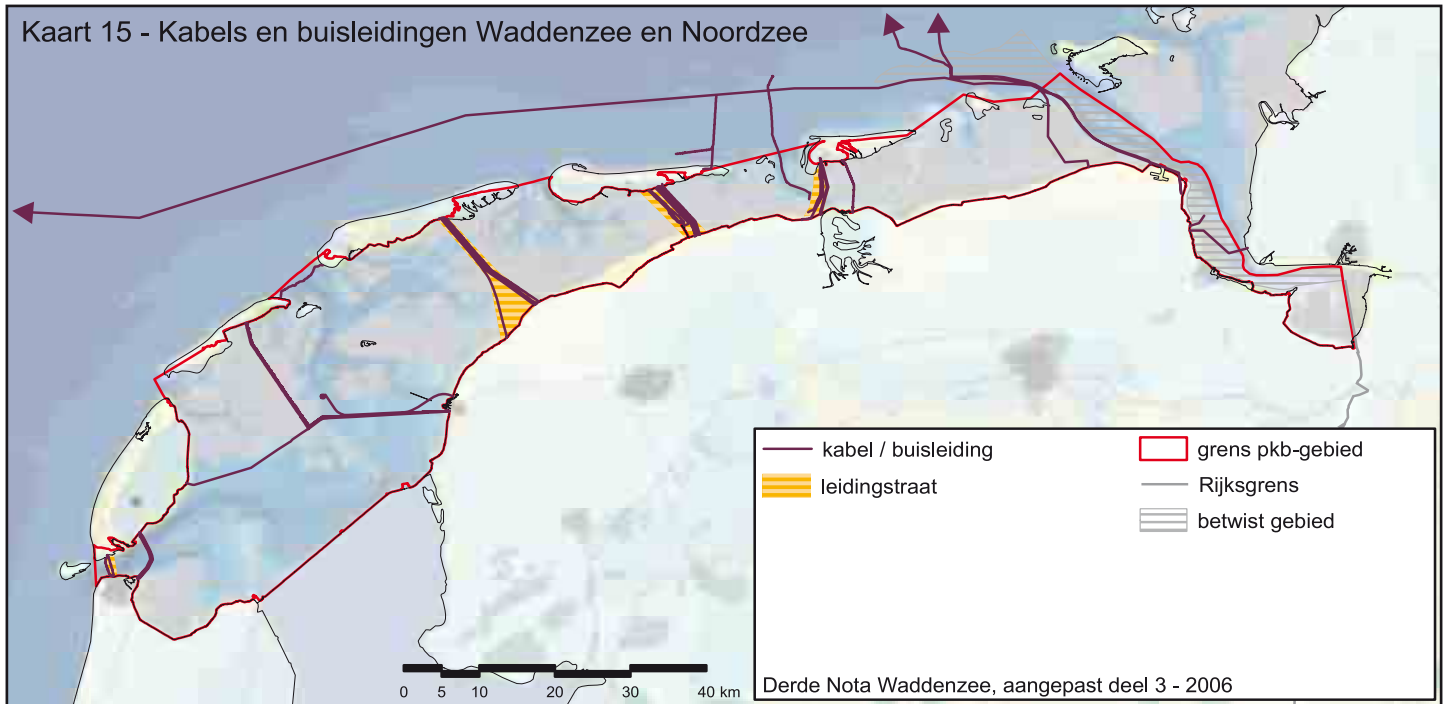 Kaart 15 - Kabels en buisleidingen Waddenzee en Noordzee
kabel / buisleiding
leidingstraat
grens pkb-gebied
Rijksgrens
betwist gebied
0 5 10 20 30 40 km
Derde Nota Waddenzee, aangepast deel 3 - 2006